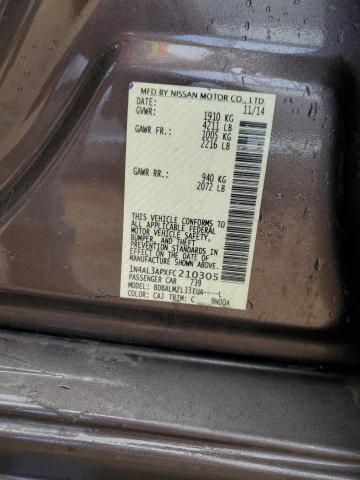 MFD BY NISSAN MOTOR CO., LTD.
DATE: 11/14
GVWR: 1910 KG
4211 LB
GAWR FR: 1005 KG
2216 LB
GAWR RR: 940 KG
2072 LB
THIS VEHICLE CONFORMS TO
ALL APPLICABLE FEDERAL
MOTOR VEHICLE SAFETY,
BUMPER, AND THEFT
PREVENTION STANDARDS
IN EFFECT ON THE DATE OF
MANUFACTURE SHOWN ABOVE.
1N4AL3APXFC210305
PASSENGER CAR 739
MODEL: BDBALMZL33EUA----L
COLOR: CAJ TRIM: C 9N00A